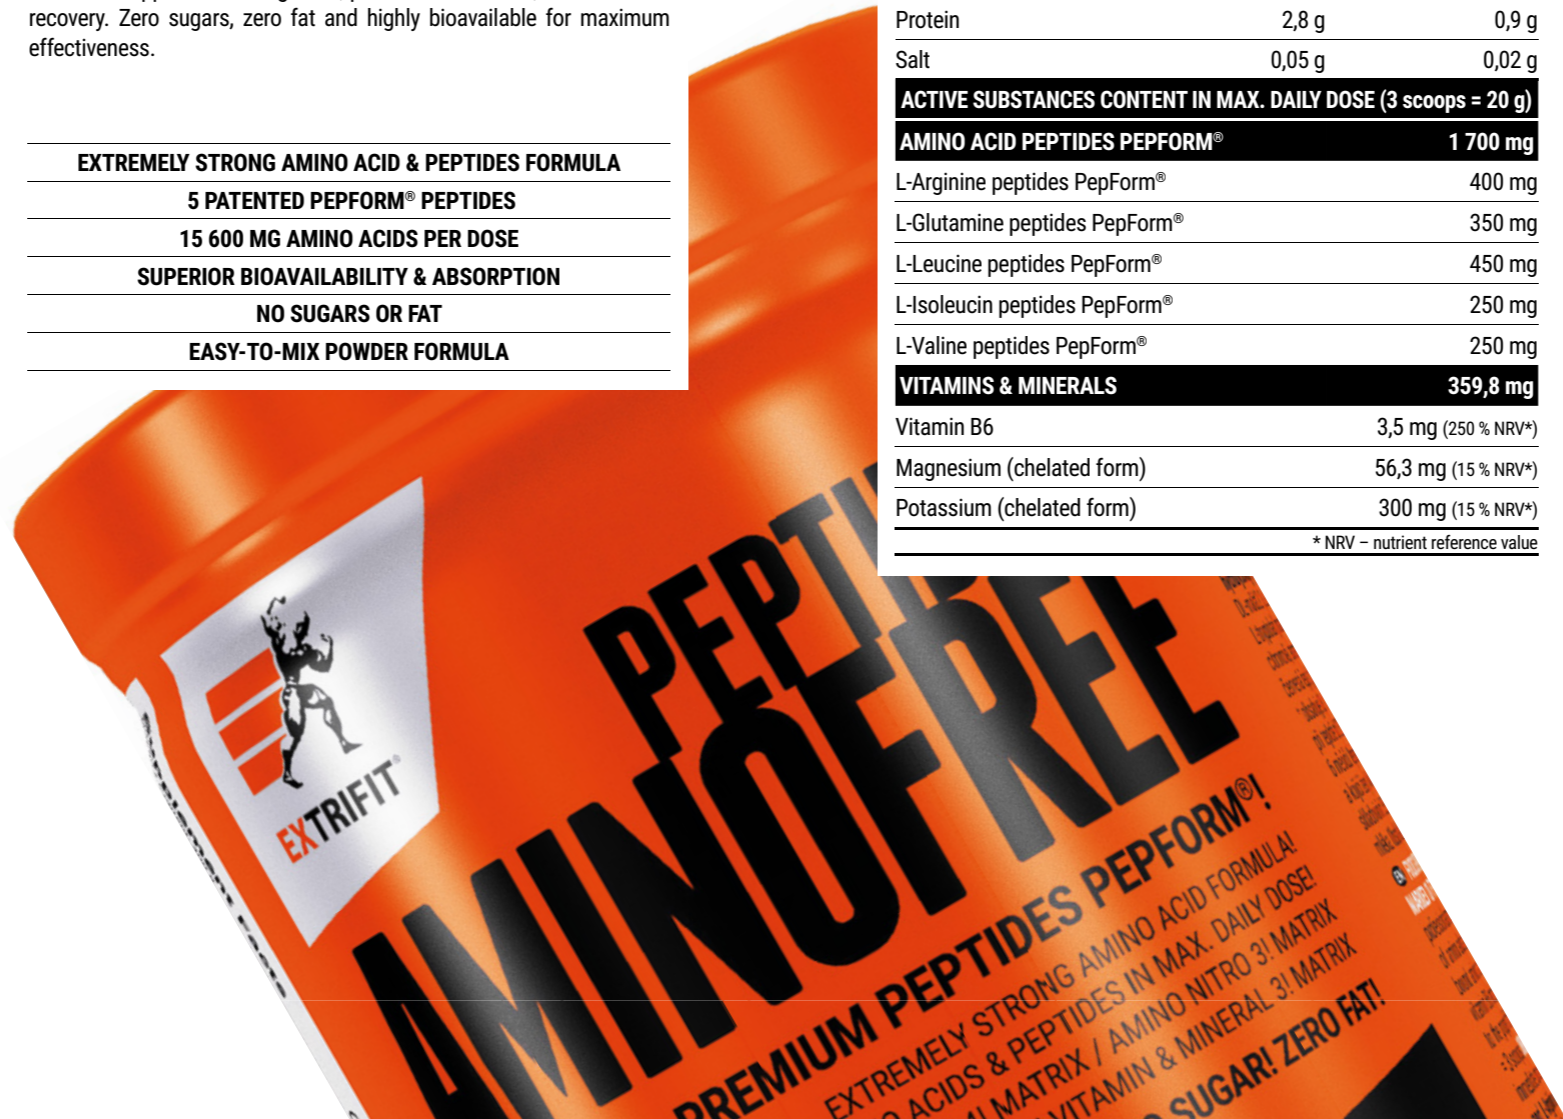 recovery. Zero sugars, zero fat and highly bioavailable for maximum
effectiveness.
EXTREMELY STRONG AMINO ACID & PEPTIDES FORMULA
5 PATENTED PEPFORM® PEPTIDES
15 600 MG AMINO ACIDS PER DOSE
SUPERIOR BIOAVAILABILITY & ABSORPTION
NO SUGARS OR FAT
EASY-TO-MIX POWDER FORMULA
Protein 2,8 g 0,9 g
Salt 0,05 g 0,02 g
ACTIVE SUBSTANCES CONTENT IN MAX. DAILY DOSE (3 scoops = 20 g)
AMINO ACID PEPTIDES PEPFORM® 1 700 mg
L-Arginine peptides PepForm® 400 mg
L-Glutamine peptides PepForm® 350 mg
L-Leucine peptides PepForm® 450 mg
L-Isoleucin peptides PepForm® 250 mg
L-Valine peptides PepForm® 250 mg
VITAMINS & MINERALS 359,8 mg
Vitamin B6 3,5 mg (250 % NRV*)
Magnesium (chelated form) 56,3 mg (15 % NRV*)
Potassium (chelated form) 300 mg (15 % NRV*)
* NRV – nutrient reference value
EXTRIFIT®
AMINOFREE
PREMIUM PEPTIDES PEPFORM®!
EXTREMELY STRONG AMINO ACID FORMULA!
ACIDS & PEPTIDES IN MAX. DAILY DOSE!
MATRIX / AMINO NITRO 3! MATRIX
VITAMIN & MINERAL 3! MATRIX
SUGAR! ZERO FAT!